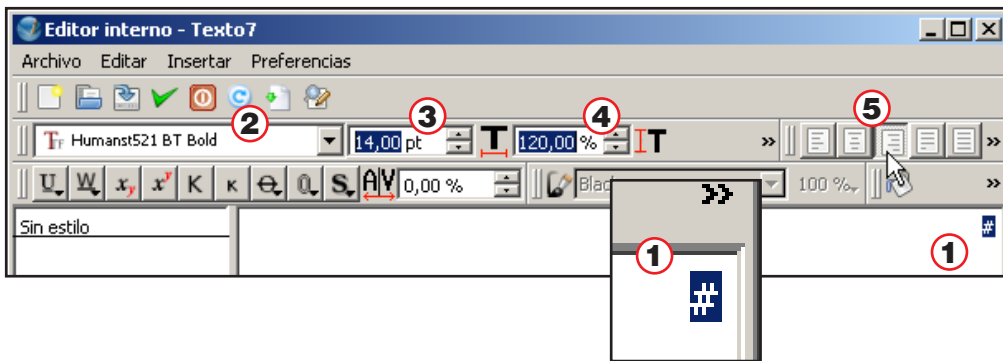 Editor interno - Texto7
Archivo Editar Insertar Preferencias
2 3 4 5
Humanst521 BT Bold 14,00 pt T 120,00 % T » »
U W x y x y K K 0,00 % Blac 100 % »
Sin estilo # 1
»
1
#